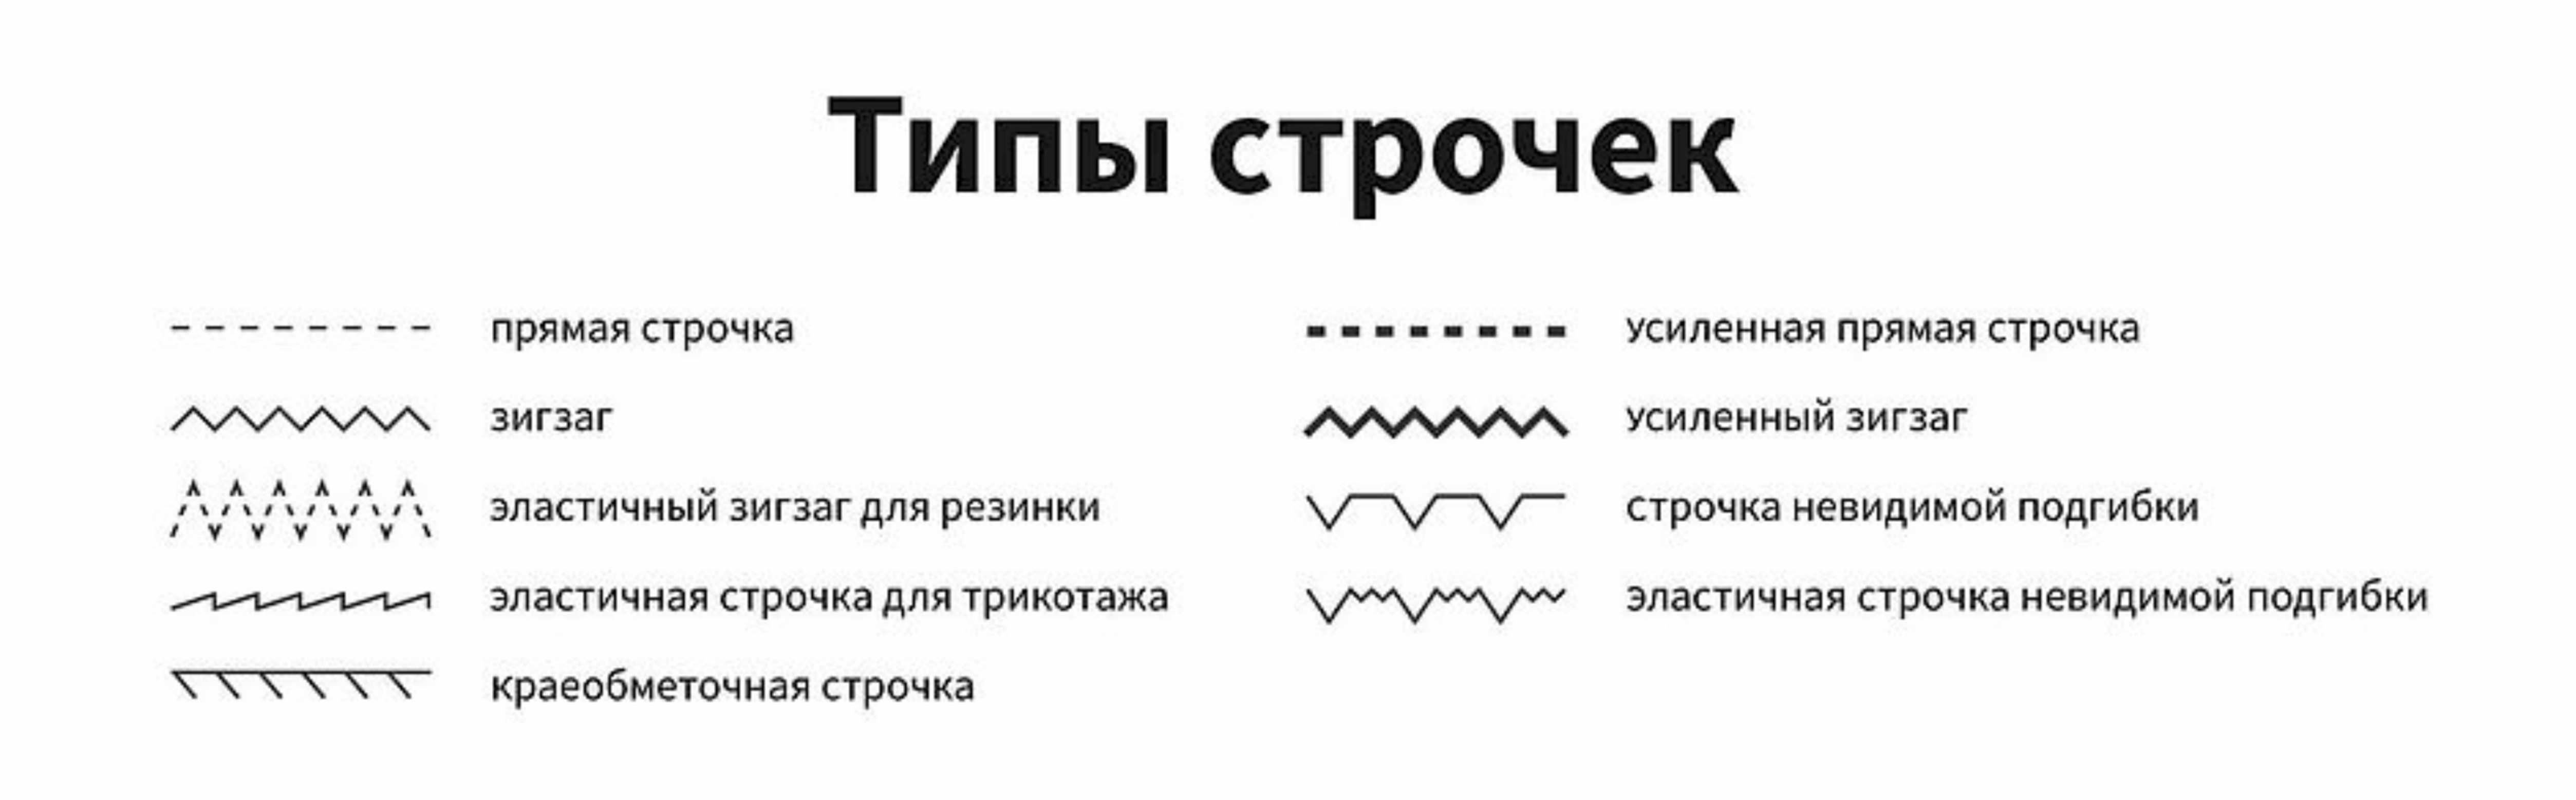 Типы строчек
прямая строчка
зигзаг
эластичный зигзаг для резинки
эластичная строчка для трикотажа
краеобметочная строчка
усиленная прямая строчка
усиленный зигзаг
строчка невидимой подгибки
эластичная строчка невидимой подгибки